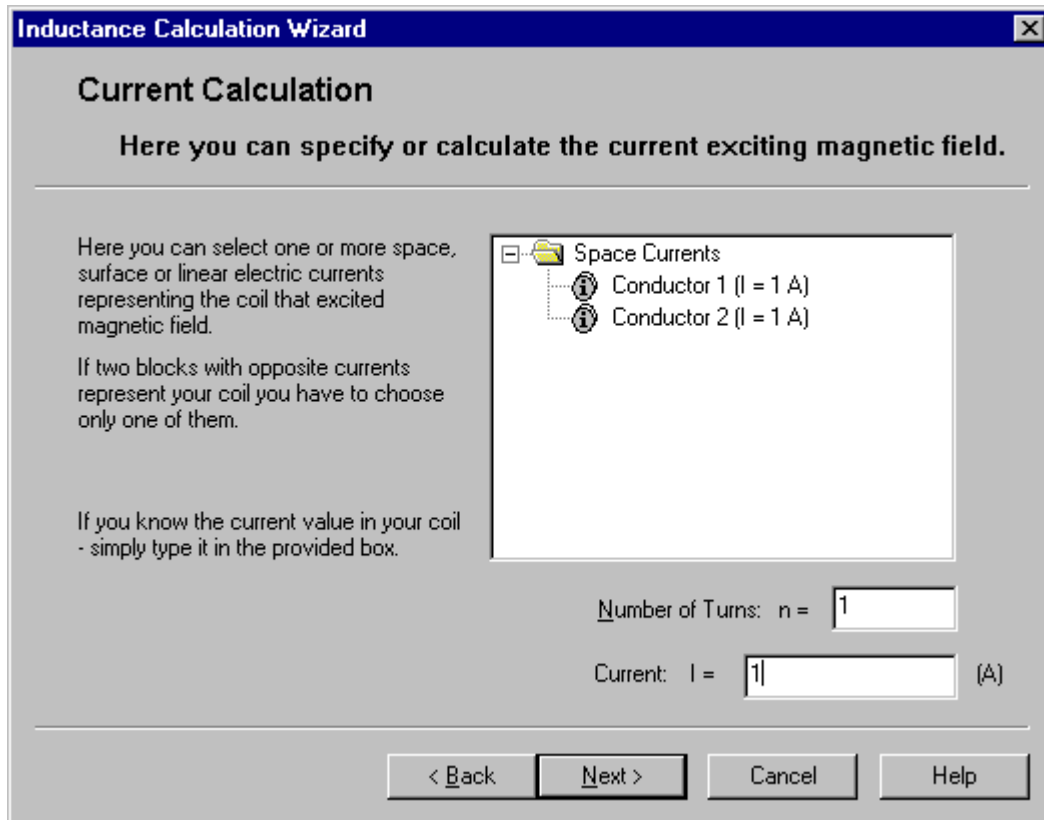 Inductance Calculation Wizard
Current Calculation
Here you can specify or calculate the current exciting magnetic field.
Here you can select one or more space,
surface or linear electric currents
representing the coil that excited
magnetic field.
If two blocks with opposite currents
represent your coil you have to choose
only one of them.
If you know the current value in your coil
- simply type it in the provided box.
Space Currents
Conductor 1 (I = 1 A)
Conductor 2 (I = 1 A)
Number of Turns: n = 1
Current: I = 1 (A)
< Back Next > Cancel Help